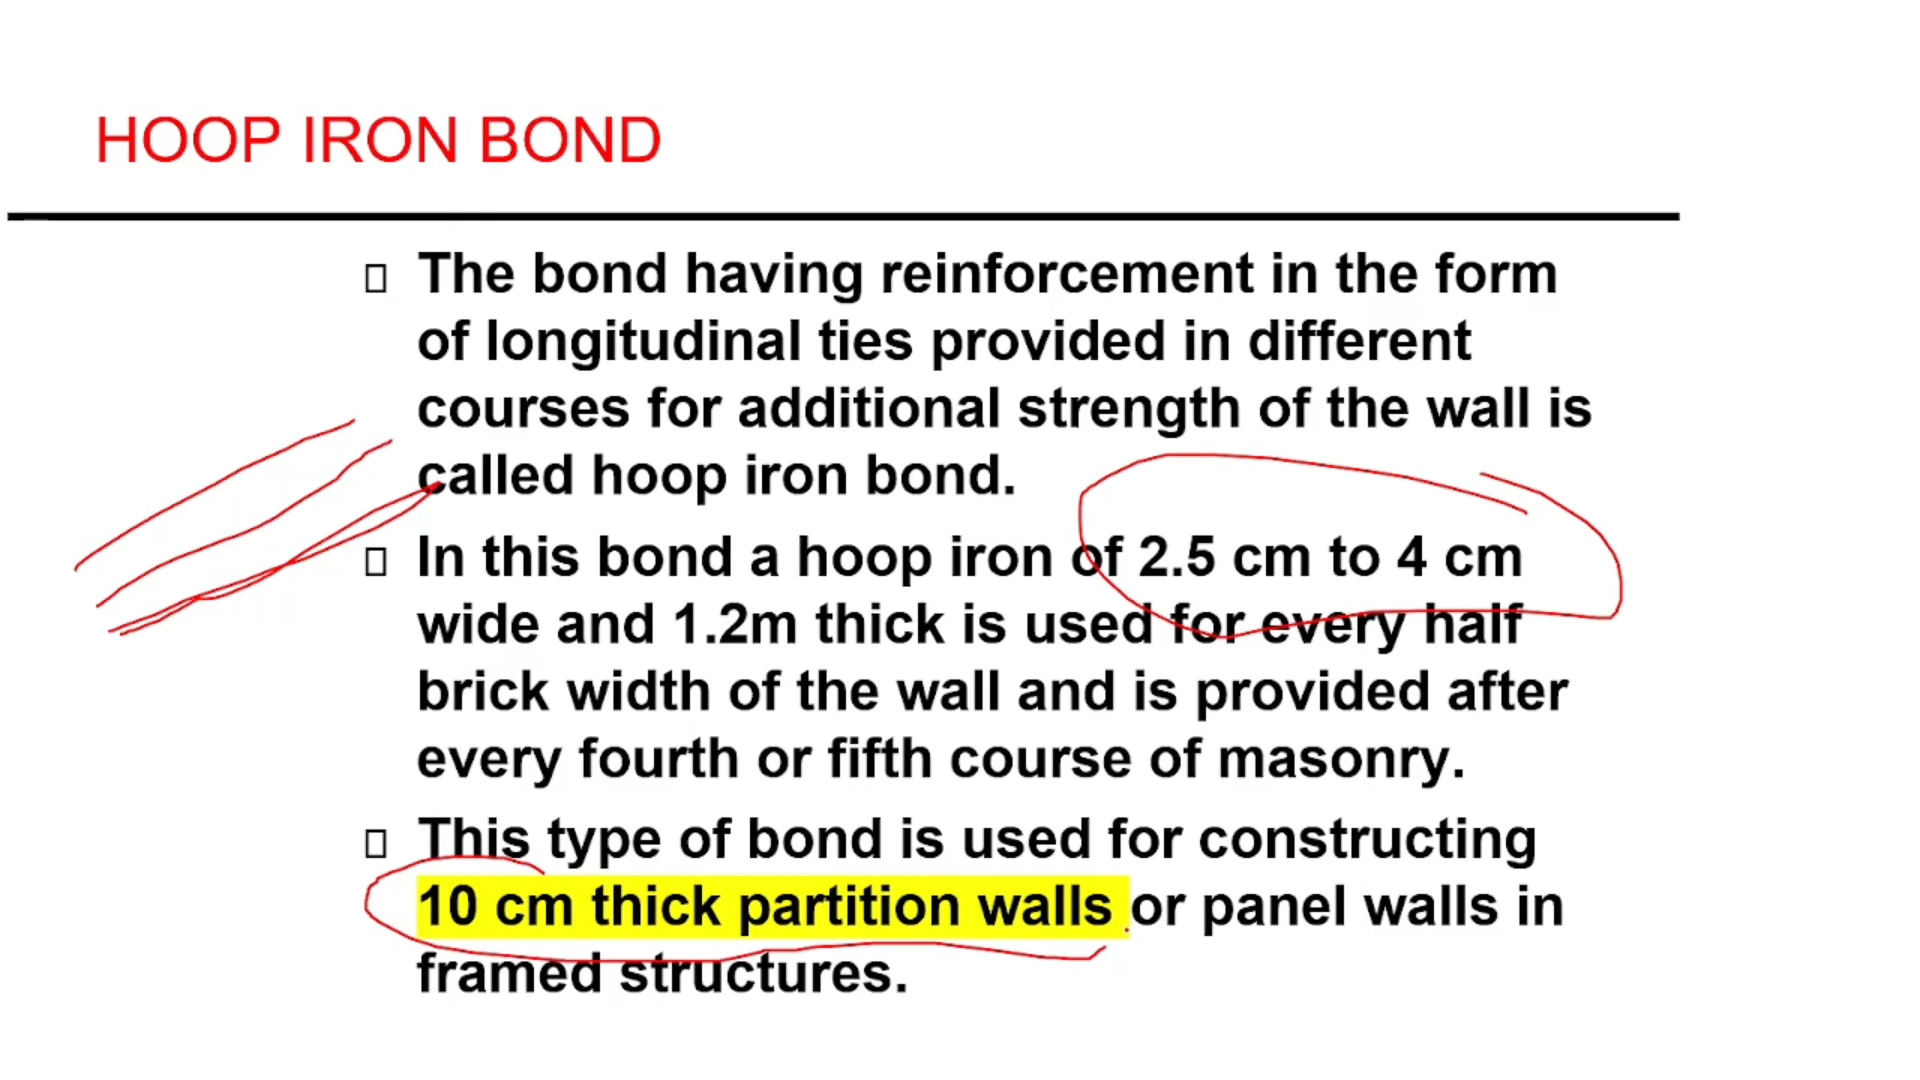 HOOP IRON BOND
The bond having reinforcement in the form
of longitudinal ties provided in different
courses for additional strength of the wall is
called hoop iron bond.
In this bond a hoop iron of 2.5 cm to 4 cm
wide and 1.2m thick is used for every half
brick width of the wall and is provided after
every fourth or fifth course of masonry.
This type of bond is used for constructing
10 cm thick partition walls or panel walls in
framed structures.